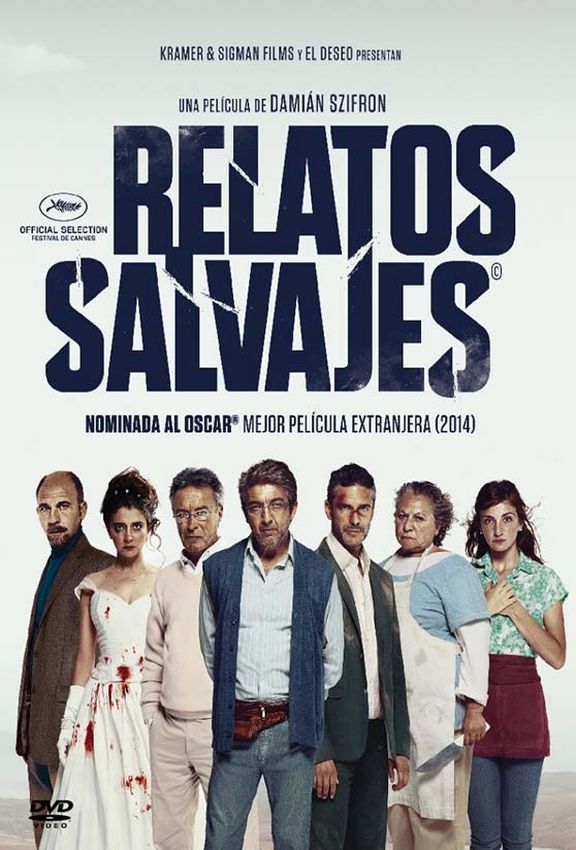 KRAMER & SIGMAN FILMS Y EL DESEO PRESENTAN
UNA PELÍCULA DE DAMIÁN SZIFRON
RELATOS
OFFICIAL SELECTION
FESTIVAL DE CANNES
SALVAJES©
NOMINADA AL OSCAR® MEJOR PELÍCULA EXTRANJERA (2014)
DVD
VIDEO